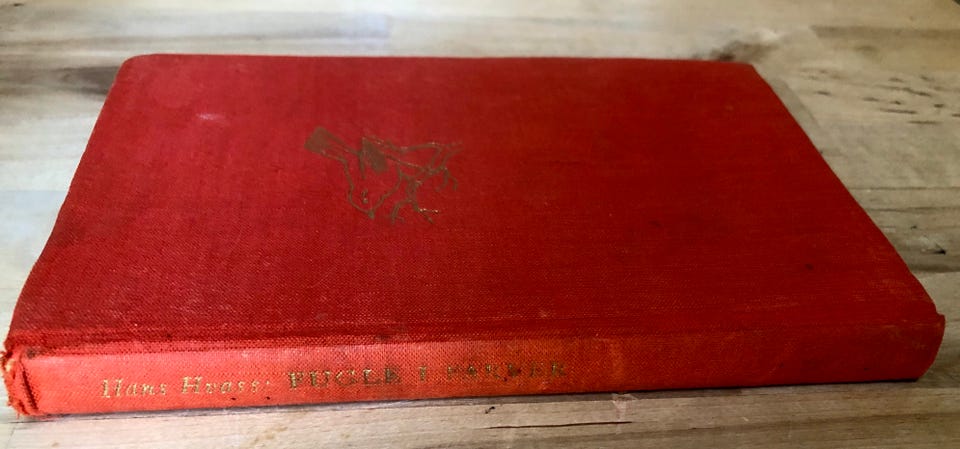 Hans Hvass: FUGLE I FARVER